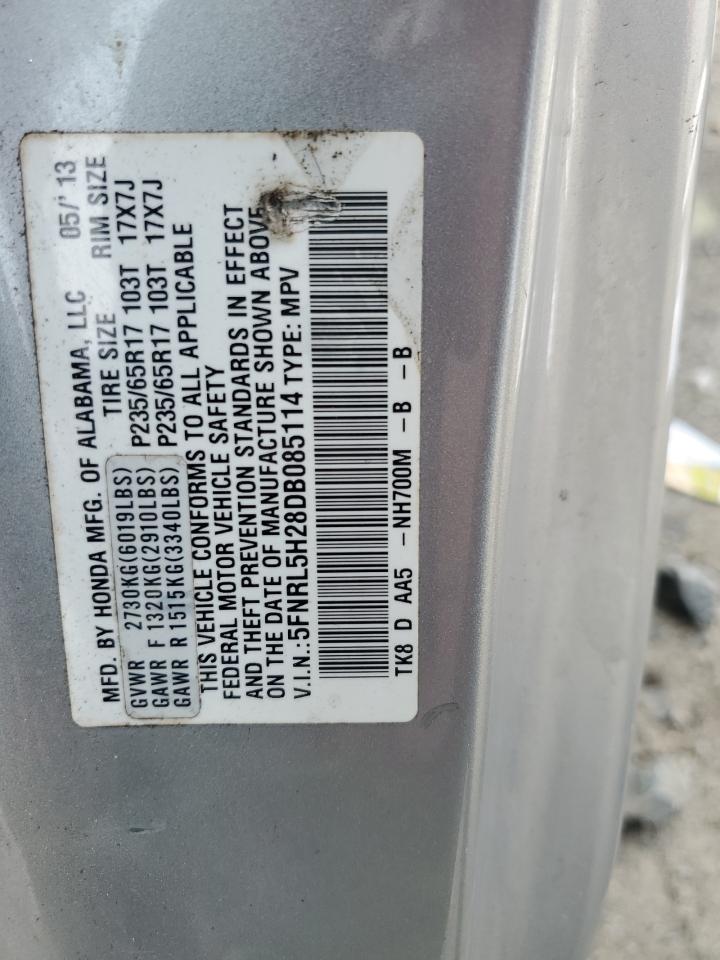 MFD. BY HONDA MFG. OF ALABAMA, LLC 05/'13
TIRE SIZE RIM SIZE
GVWR 2730KG(6019LBS)
GAWR F 1320KG(2910LBS) P235/65R17 103T 17X7J
GAWR R 1515KG(3340LBS) P235/65R17 103T 17X7J
THIS VEHICLE CONFORMS TO ALL APPLICABLE
FEDERAL MOTOR VEHICLE SAFETY
AND THEFT PREVENTION STANDARDS IN EFFECT
ON THE DATE OF MANUFACTURE SHOWN ABOVE
V.I.N.:5FNRL5H28DB085114 TYPE: MPV
TK8 D AA5 -NH700M -B -B